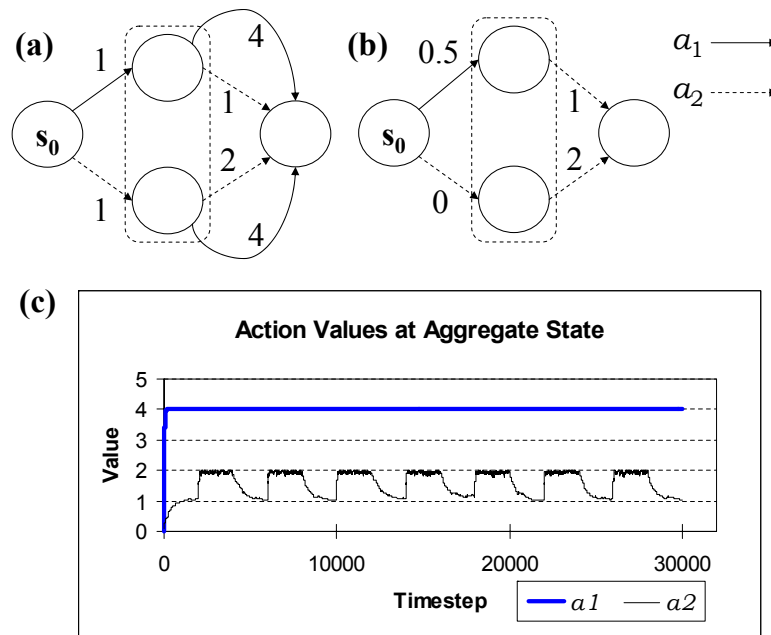 (a)
4
(b)
a1
1
0.5
1
1
a2
s0
2
s0
2
1
4
0
(c)
Action Values at Aggregate State
5
4
3
2
1
0
Value
0 10000 20000 30000
Timestep
a1 a2